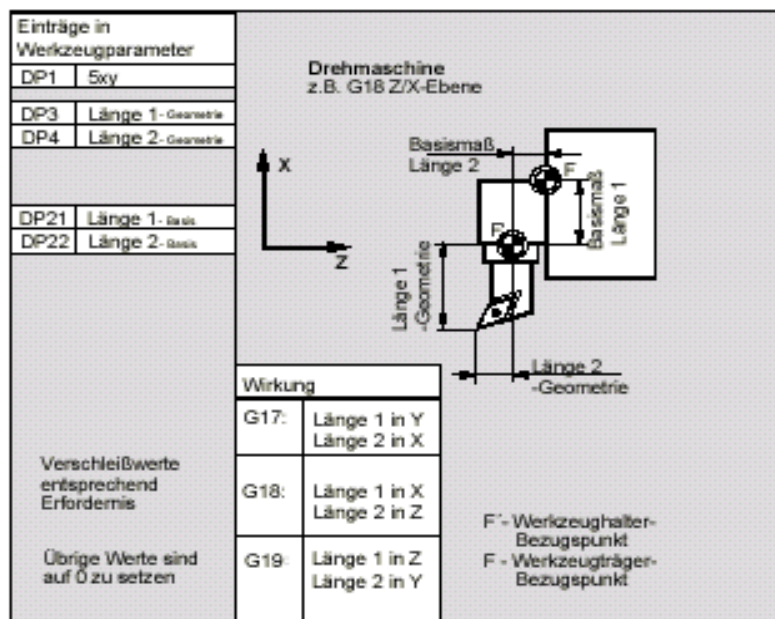 Einträge in
Werkzeugparameter
DP1 5xy
DP3 Länge 1 - Geometrie
DP4 Länge 2 - Geometrie
DP21 Länge 1 - Basis
DP22 Länge 2 - Basis
Drehmaschine
z.B. G18 Z/X-Ebene
X
Z
Basismaß
Länge 2
F
Basismaß
Länge 1
F
Länge 1
-Geometrie
Länge 2
-Geometrie
Wirkung
G17: Länge 1 in Y
Länge 2 in X
G18: Länge 1 in X
Länge 2 in Z
G19: Länge 1 in Z
Länge 2 in Y
Verschleißwerte
entsprechend
Erfordernis
Übrige Werte sind
auf 0 zu setzen
F´- Werkzeughalter-
Bezugspunkt
F - Werkzeugträger-
Bezugspunkt